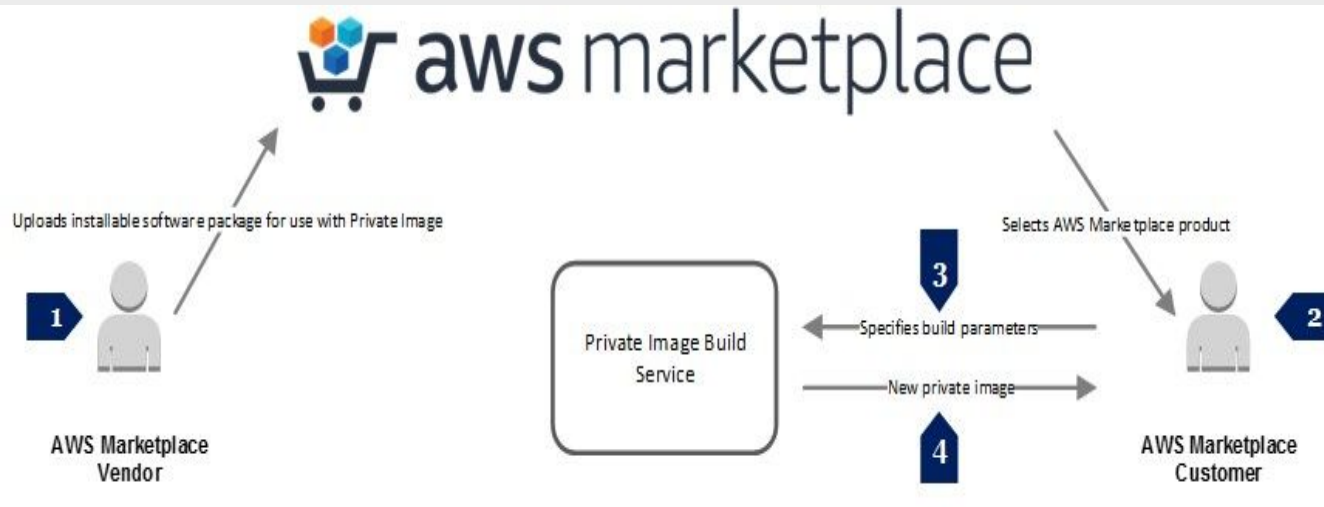 aws marketplace
Uploads installable software package for use with Private Image
Selects AWS Marketplace product
1
3
2
Specifies build parameters
Private Image Build
Service
New private image
4
AWS Marketplace
Vendor
AWS Marketplace
Customer